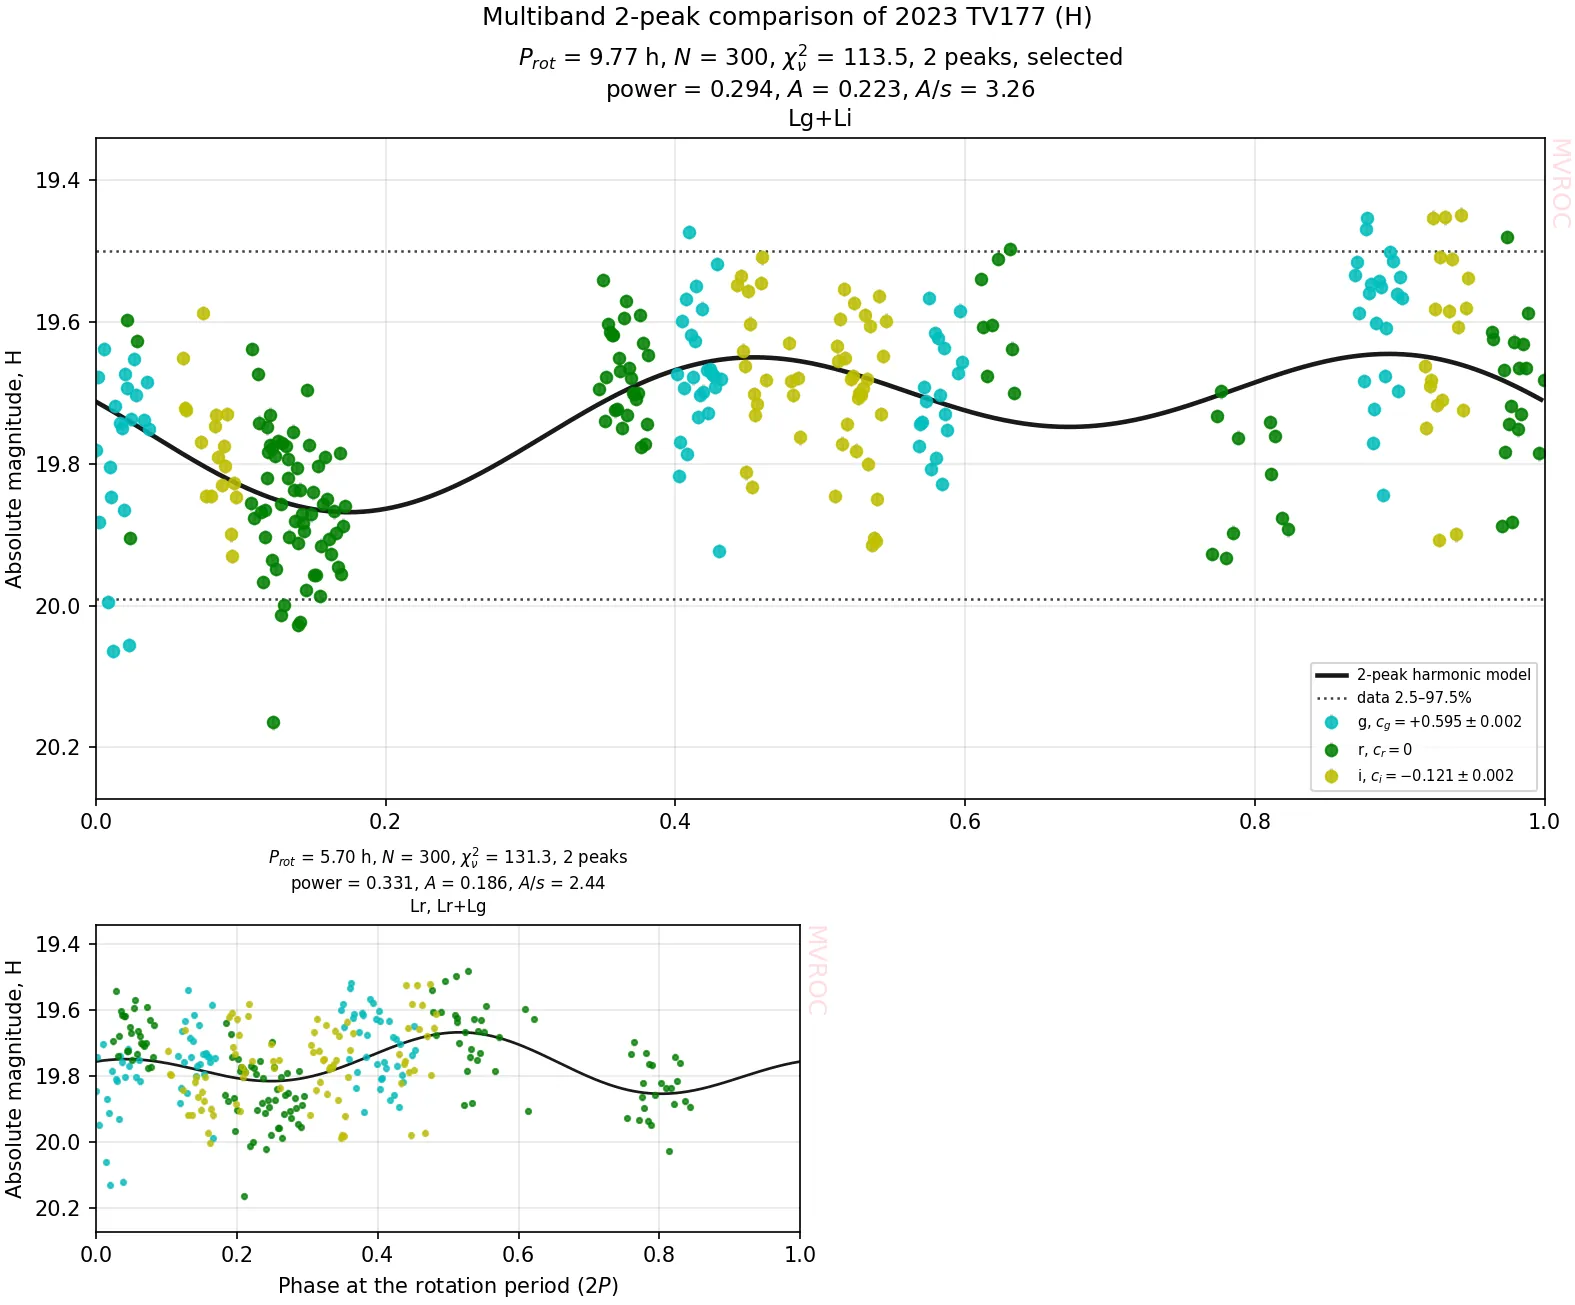 Multiband 2-peak comparison of 2023 TV177 (H)
P_rot = 9.77 h, N = 300, χ²_ν = 113.5, 2 peaks, selected
power = 0.294, A = 0.223, A/s = 3.26
Lg+Li
MVROC
Absolute magnitude, H
19.4
19.6
19.8
20.0
20.2
2-peak harmonic model
data 2.5–97.5%
g, c_g = +0.595 ± 0.002
r, c_r = 0
i, c_i = −0.121 ± 0.002
0.0 0.2 0.4 0.6 0.8 1.0
P_rot = 5.70 h, N = 300, χ²_ν = 131.3, 2 peaks
power = 0.331, A = 0.186, A/s = 2.44
Lr, Lr+Lg
MVROC
Absolute magnitude, H
19.4
19.6
19.8
20.0
20.2
0.0 0.2 0.4 0.6 0.8 1.0
Phase at the rotation period (2P)